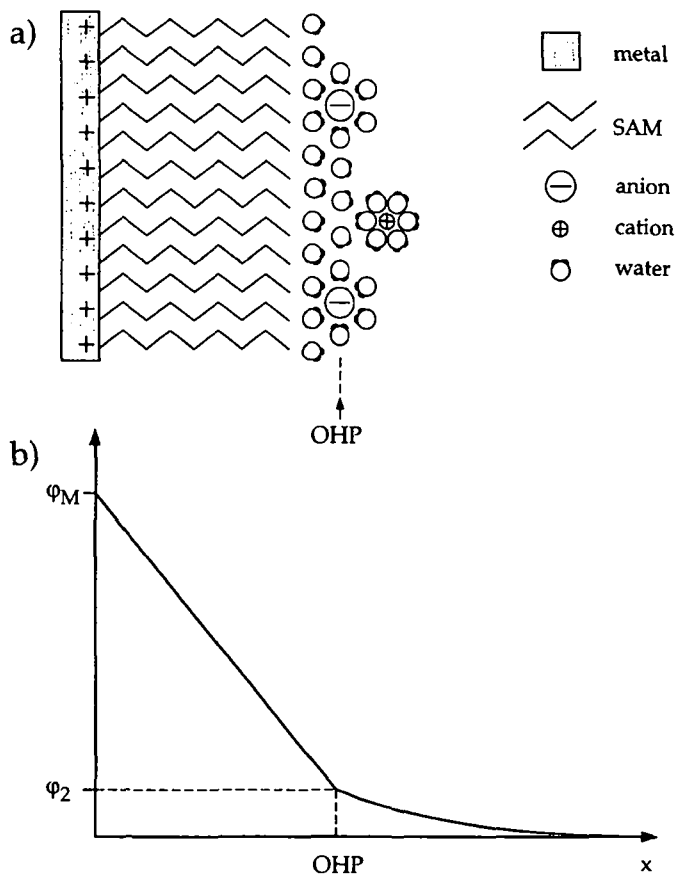 a)
metal
SAM
anion
cation
water
OHP
b)
φM
φ2
OHP
x